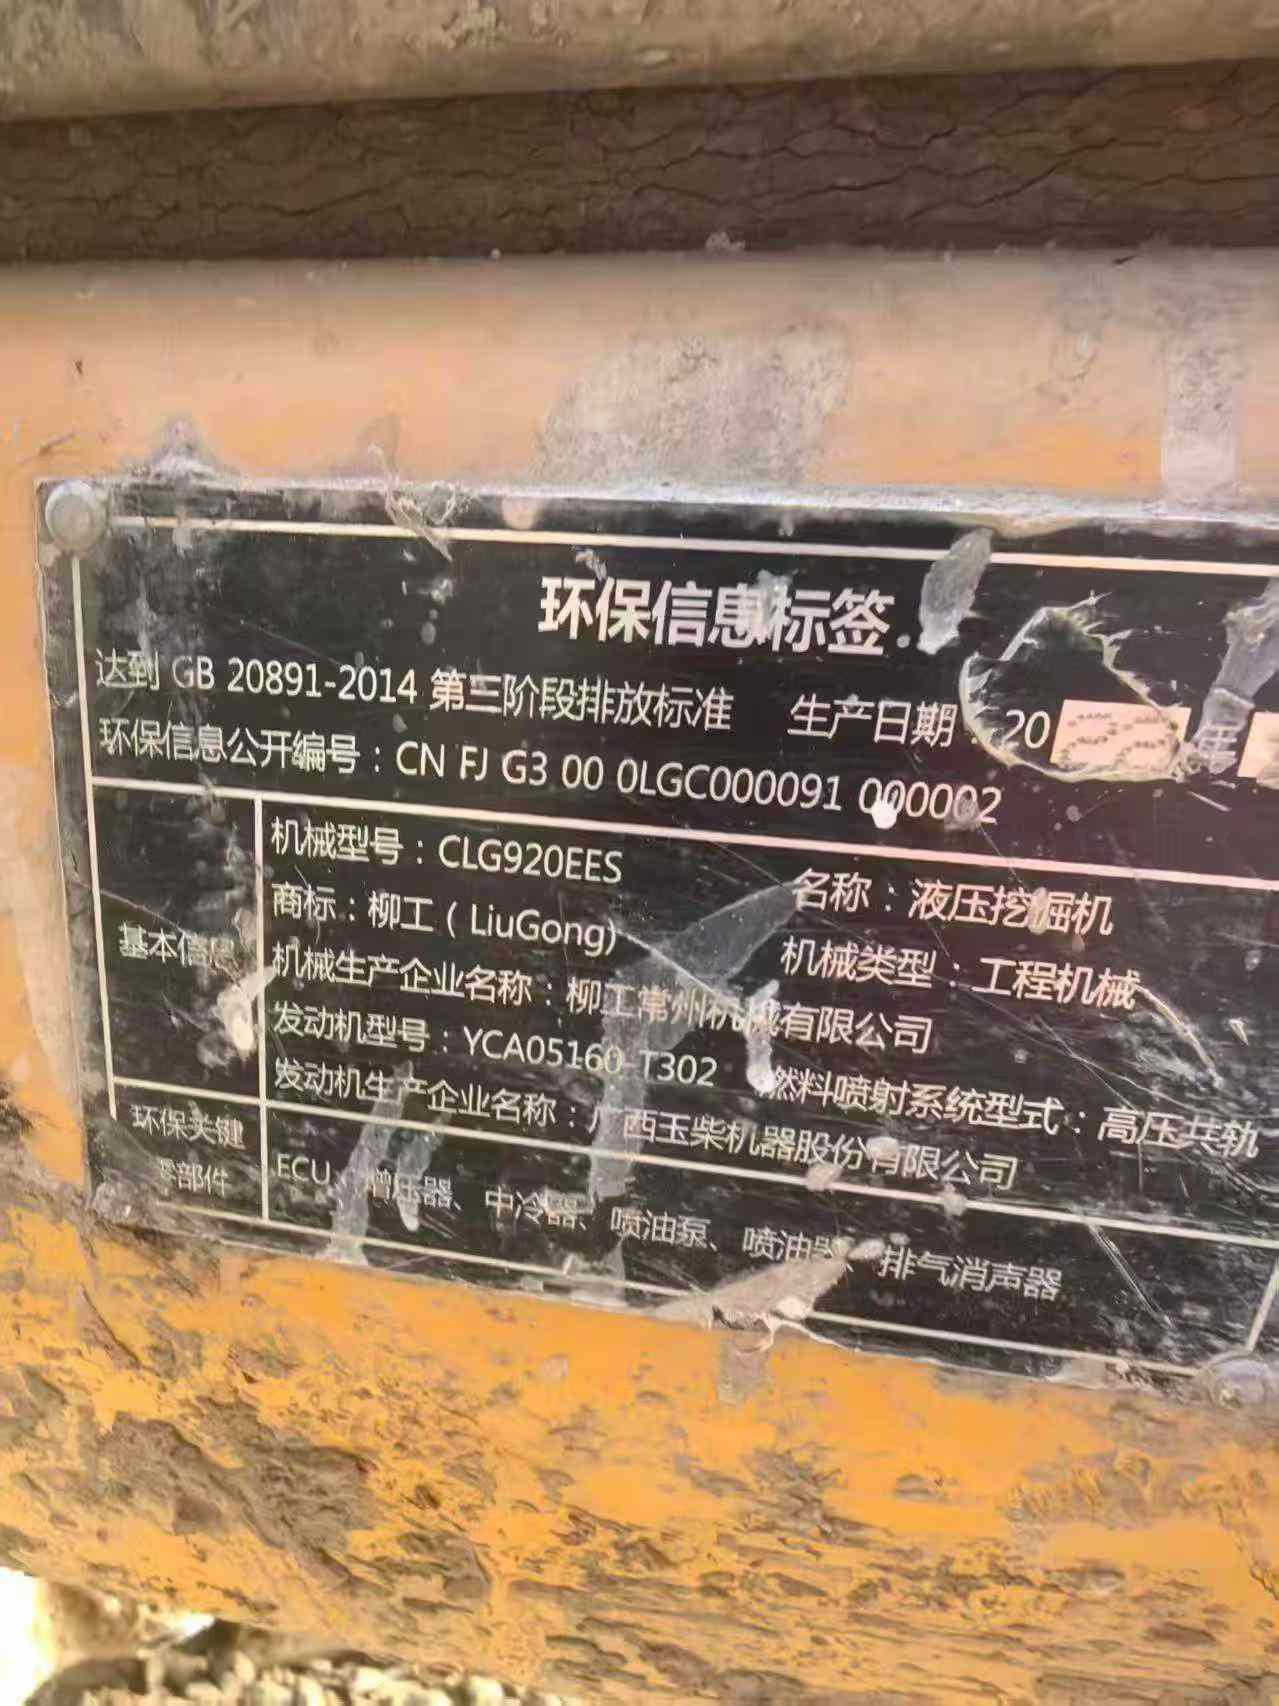 环保信息标签
达到 GB 20891-2014 第三阶段排放标准 生产日期：20 年
环保信息公开编号：CN FJ G3 00 0LGC000091 000002
基本信息
机械型号：CLG920EES 名称：液压挖掘机
商标：柳工 ( LiuGong) 机械类型：工程机械
机械生产企业名称：柳工常州机械有限公司
发动机型号：YCA05160-T302 燃料喷射系统型式：高压共轨
发动机生产企业名称：广西玉柴机器股份有限公司
环保关键
零部件
ECU、增压器、中冷器、喷油泵、喷油器、排气消声器